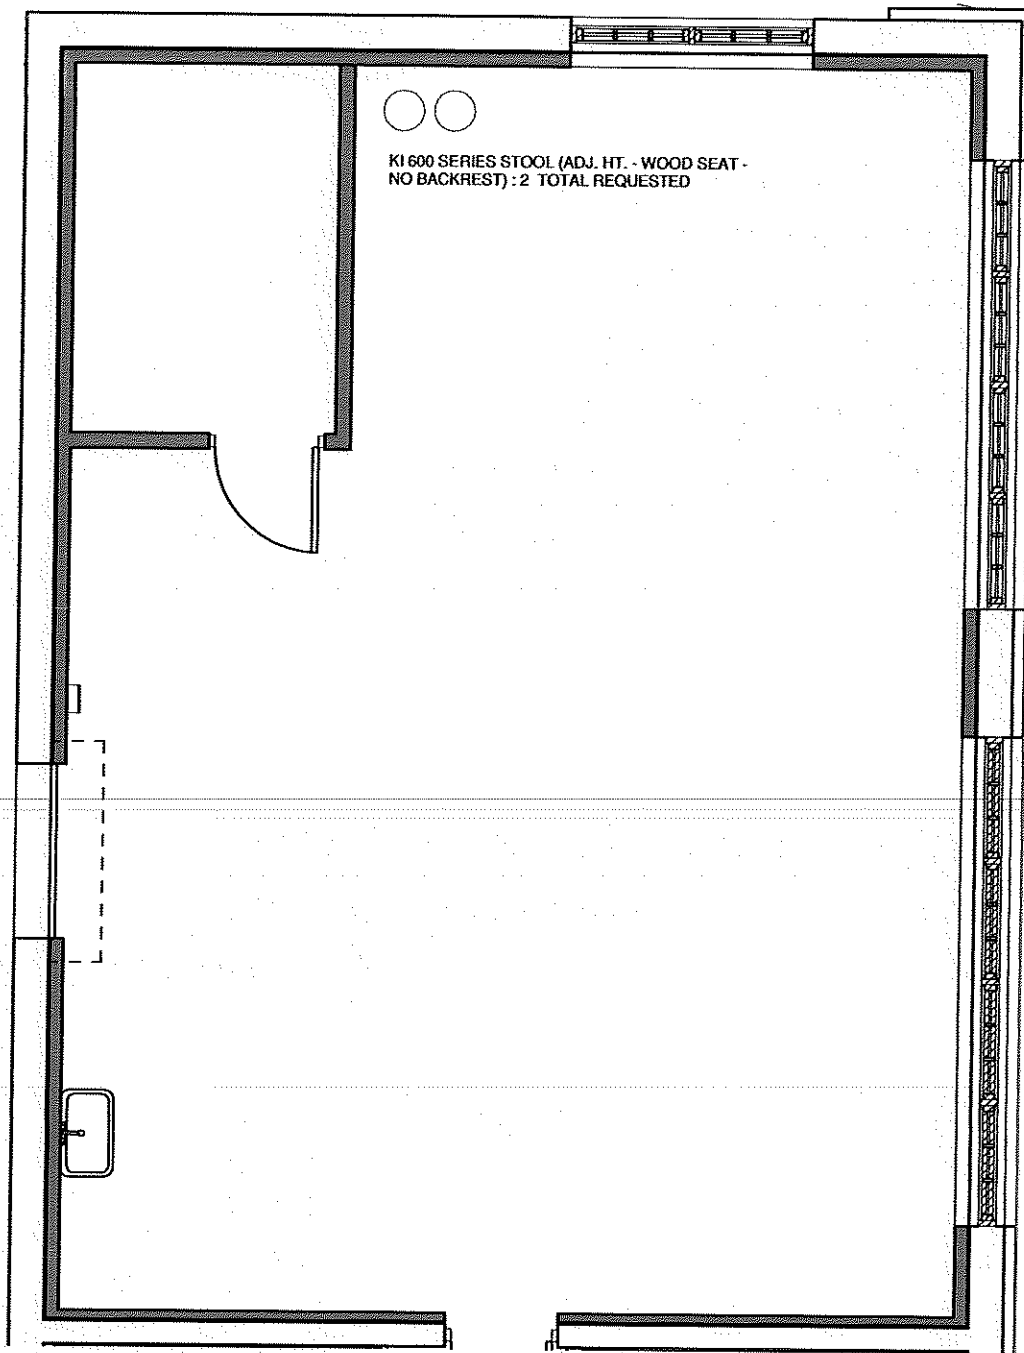 KI 600 SERIES STOOL (ADJ. HT. - WOOD SEAT -
NO BACKREST) : 2 TOTAL REQUESTED